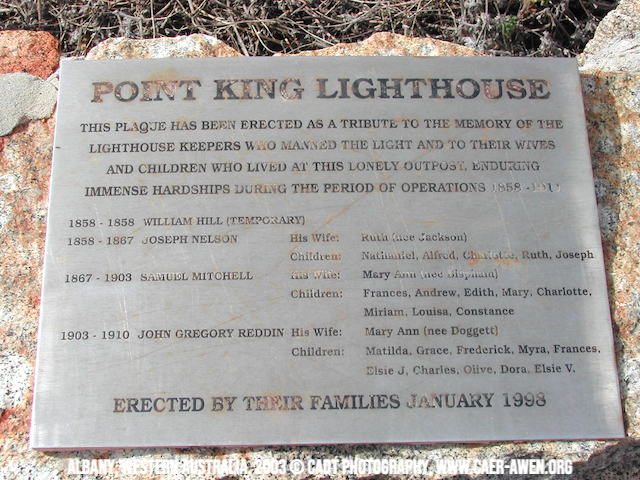 POINT KING LIGHTHOUSE
THIS PLAQUE HAS BEEN ERECTED AS A TRIBUTE TO THE MEMORY OF THE
LIGHTHOUSE KEEPERS WHO MANNED THE LIGHT AND TO THEIR WIVES
AND CHILDREN WHO LIVED AT THIS LONELY OUTPOST, ENDURING
IMMENSE HARDSHIPS DURING THE PERIOD OF OPERATIONS 1858 - 1911
1858 - 1858 WILLIAM HILL (TEMPORARY)
1858 - 1867 JOSEPH NELSON His Wife: Ruth (nee Jackson)
Children: Nathaniel, Alfred, Charlotte, Ruth, Joseph
1867 - 1903 SAMUEL MITCHELL His Wife: Mary Ann (nee Bispham)
Children: Frances, Andrew, Edith, Mary, Charlotte,
Miriam, Louisa, Constance
1903 - 1910 JOHN GREGORY REDDIN His Wife: Mary Ann (nee Doggett)
Children: Matilda, Grace, Frederick, Myra, Frances,
Elsie J, Charles, Olive, Dora, Elsie V.
ERECTED BY THEIR FAMILIES JANUARY 1998
ALBANY, WESTERN AUSTRALIA, 2003 © CADT PHOTOGRAPHY, WWW.CAER-AWEN.ORG